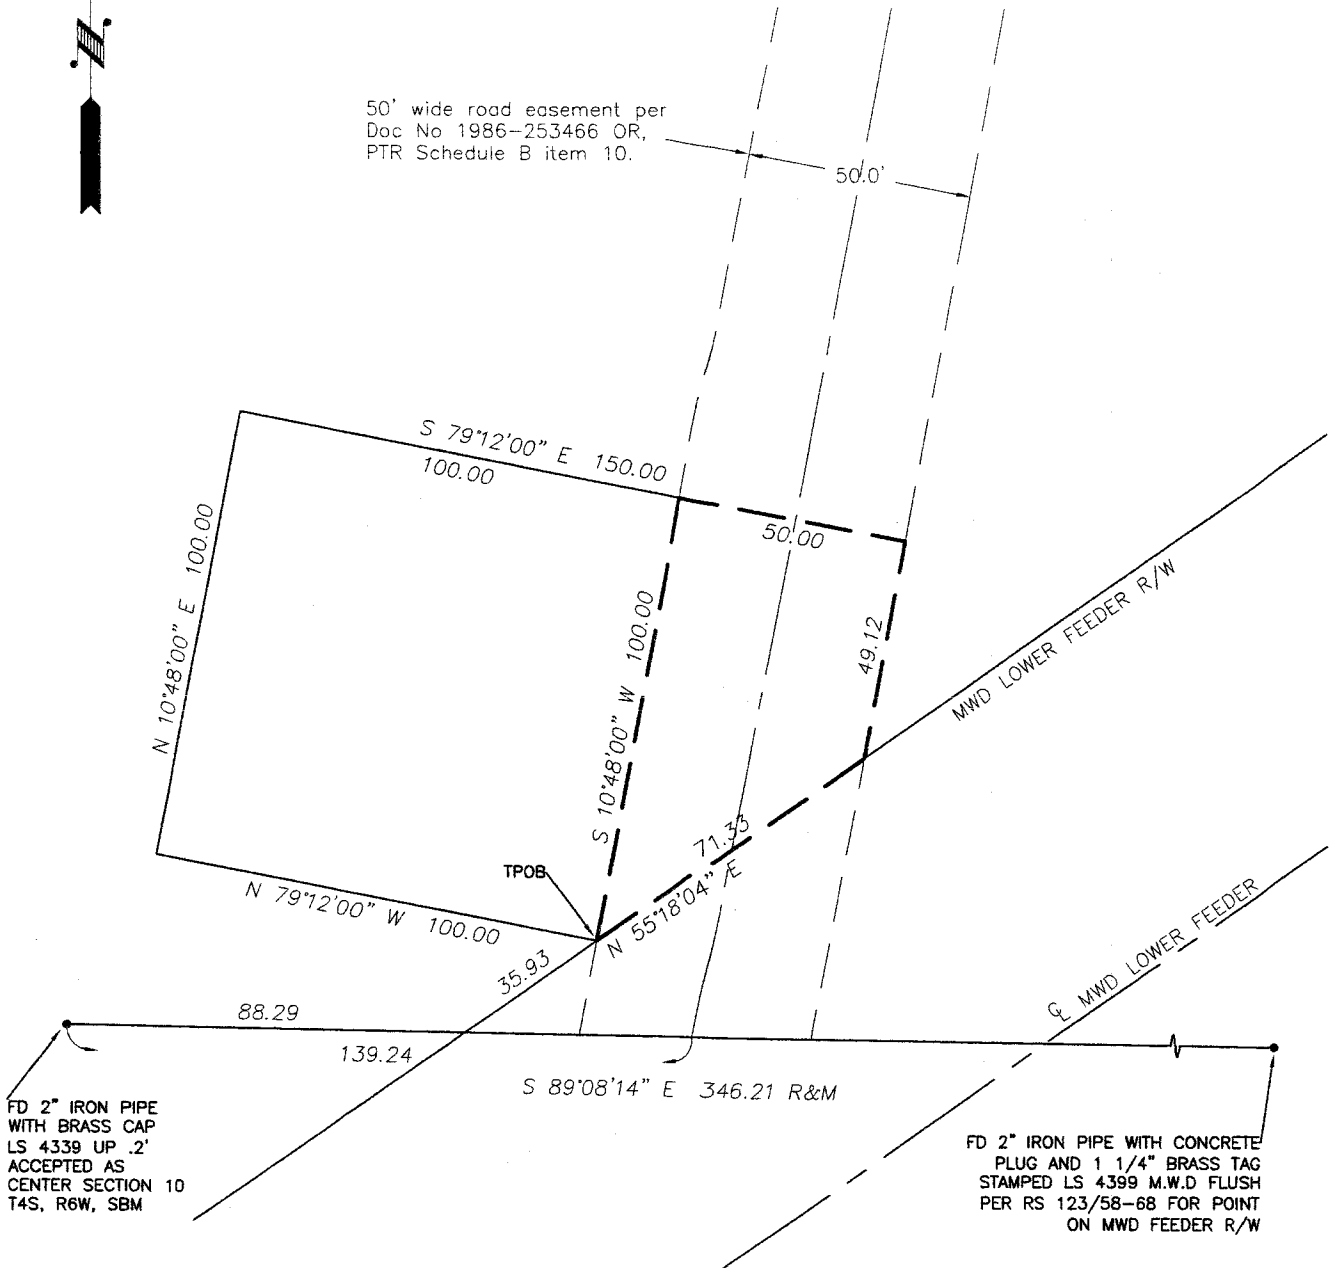 50' wide road easement per
Doc No 1986-253466 OR,
PTR Schedule B item 10.
50.0'
S 79°12'00" E 150.00
100.00
50.00
N 10°48'00" E 100.00
S 10°48'00" W 100.00
49.12
MWD LOWER FEEDER R/W
71.33
N 55°18'04" E
TPOB
N 79°12'00" W 100.00
35.93
℄ MWD LOWER FEEDER
88.29
139.24
S 89°08'14" E 346.21 R&M
FD 2" IRON PIPE
WITH BRASS CAP
LS 4339 UP .2'
ACCEPTED AS
CENTER SECTION 10
T4S, R6W, SBM
FD 2" IRON PIPE WITH CONCRETE
PLUG AND 1 1/4" BRASS TAG
STAMPED LS 4399 M.W.D FLUSH
PER RS 123/58-68 FOR POINT
ON MWD FEEDER R/W